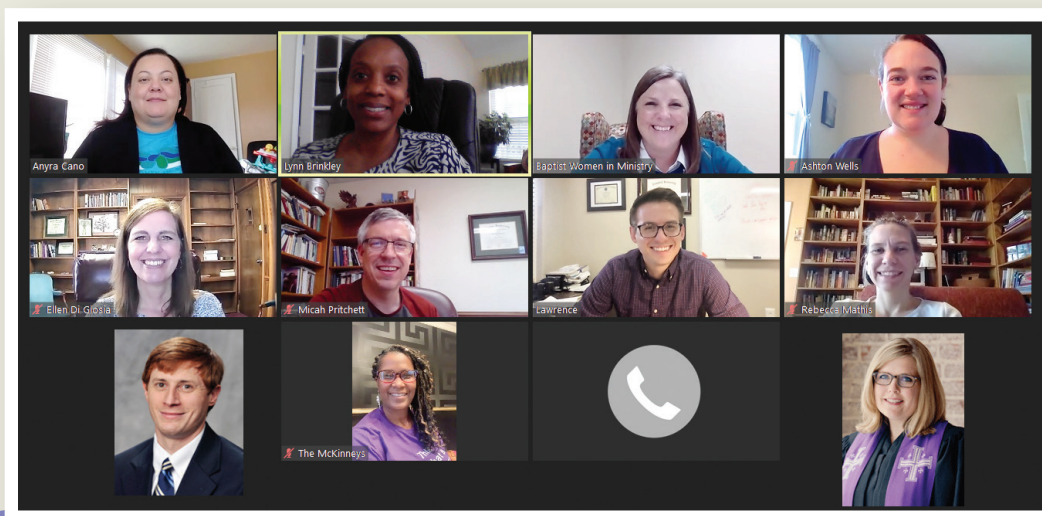 Anyra Cano
Lynn Brinkley
Baptist Women in Ministry
Ashton Wells
Ellen Di Giosia
Micah Pritchett
Lawrence
Rebecca Mathis
The McKinneys